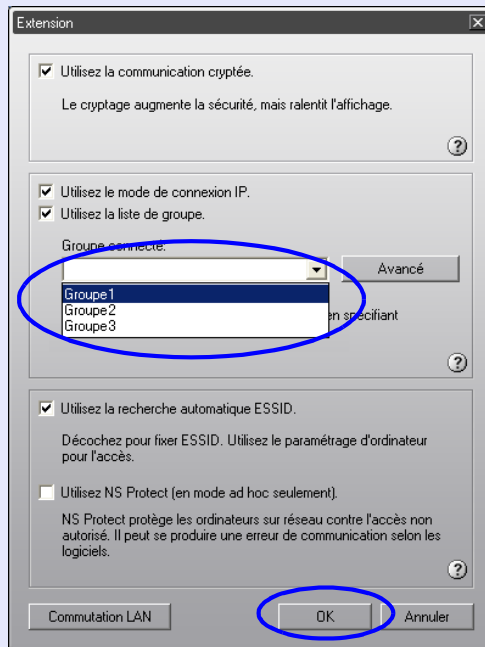 Extension
Utilisez la communication cryptée.
Le cryptage augmente la sécurité, mais ralentit l'affichage.
Utilisez le mode de connexion IP.
Utilisez la liste de groupe.
Groupe connecté:
Avancé
Groupe1
Groupe2
Groupe3
en spécifiant
Utilisez la recherche automatique ESSID.
Décochez pour fixer ESSID. Utilisez le paramétrage d'ordinateur
pour l'accès.
Utilisez NS Protect (en mode ad hoc seulement).
NS Protect protège les ordinateurs sur réseau contre l'accès non
autorisé. Il peut se produire une erreur de communication selon les
logiciels.
Commutation LAN
OK
Annuler